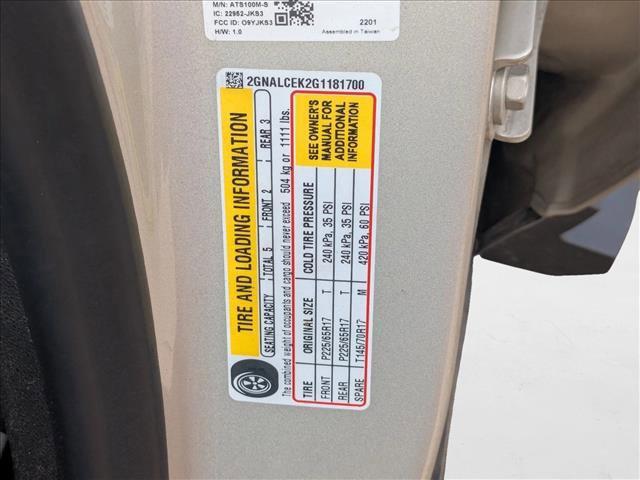 M/N: ATS100M-S
IC: 22952-JKS3
FCC ID: O9YJKS3
H/W: 1.0
2201
Assembled in Taiwan
2GNALCEK2G1181700
TIRE AND LOADING INFORMATION
SEATING CAPACITY TOTAL 5 FRONT 2 REAR 3
The combined weight of occupants and cargo should never exceed 504 kg or 1111 lbs.
TIRE ORIGINAL SIZE COLD TIRE PRESSURE
FRONT P225/65R17 T 240 kPa, 35 PSI
REAR P225/65R17 T 240 kPa, 35 PSI
SPARE T145/70R17 M 420 kPa, 60 PSI
SEE OWNER'S
MANUAL FOR
ADDITIONAL
INFORMATION